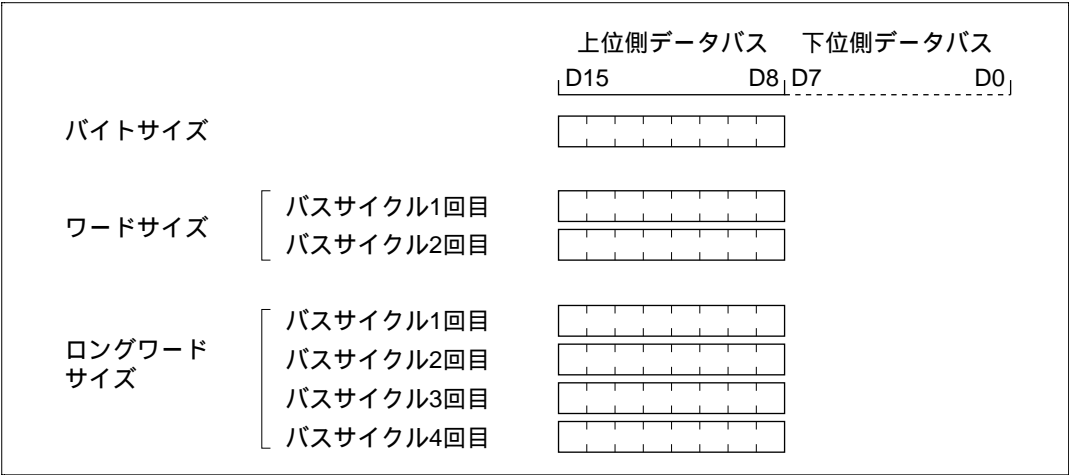 上位側データバス 下位側データバス
D15 D8 D7 D0
バイトサイズ
ワードサイズ
バスサイクル1回目
バスサイクル2回目
ロングワード
サイズ
バスサイクル1回目
バスサイクル2回目
バスサイクル3回目
バスサイクル4回目